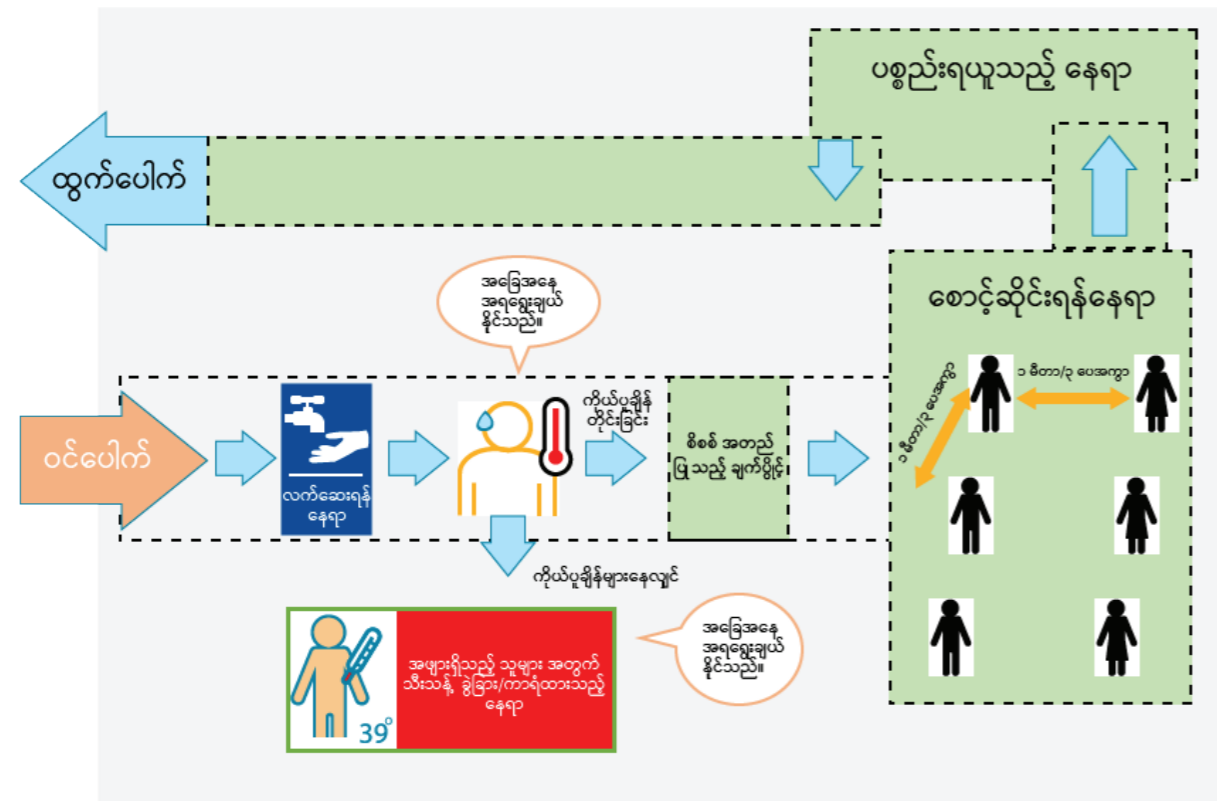 ပစ္စည်းရယူသည့် နေရာ
ထွက်ပေါက်
အခြေအနေ
အရရွေးချယ်
နိုင်သည်။
စောင့်ဆိုင်းရန်နေရာ
၁ မီတာ/၃ ပေအကွာ
၁ မီတာ/၃ ပေအကွာ
ဝင်ပေါက်
လက်ဆေးရန်
နေရာ
ကိုယ်ပူချိန်
တိုင်းခြင်း
စိစစ် အတည်
ပြုသည့် ချက်ပွိုင့်
ကိုယ်ပူချိန်များနေလျှင်
အခြေအနေ
အရရွေးချယ်
နိုင်သည်။
အဖျားရှိသည့် သူများ အတွက်
သီးသန့် ခွဲခြား/ကာရံထားသည့်
နေရာ
39°